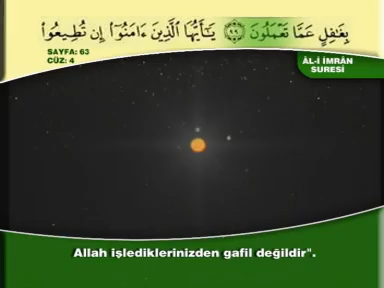 بِغَٰفِلٍ عَمَّا تَعْمَلُونَ ﴿٩٩﴾ يَٰٓأَيُّهَا ٱلَّذِينَ ءَامَنُوٓا۟ إِن تُطِيعُوا۟
SAYFA: 63
CÜZ: 4
ÂL-İ İMRÂN
SURESİ
Allah işlediklerinizden gafil değildir".